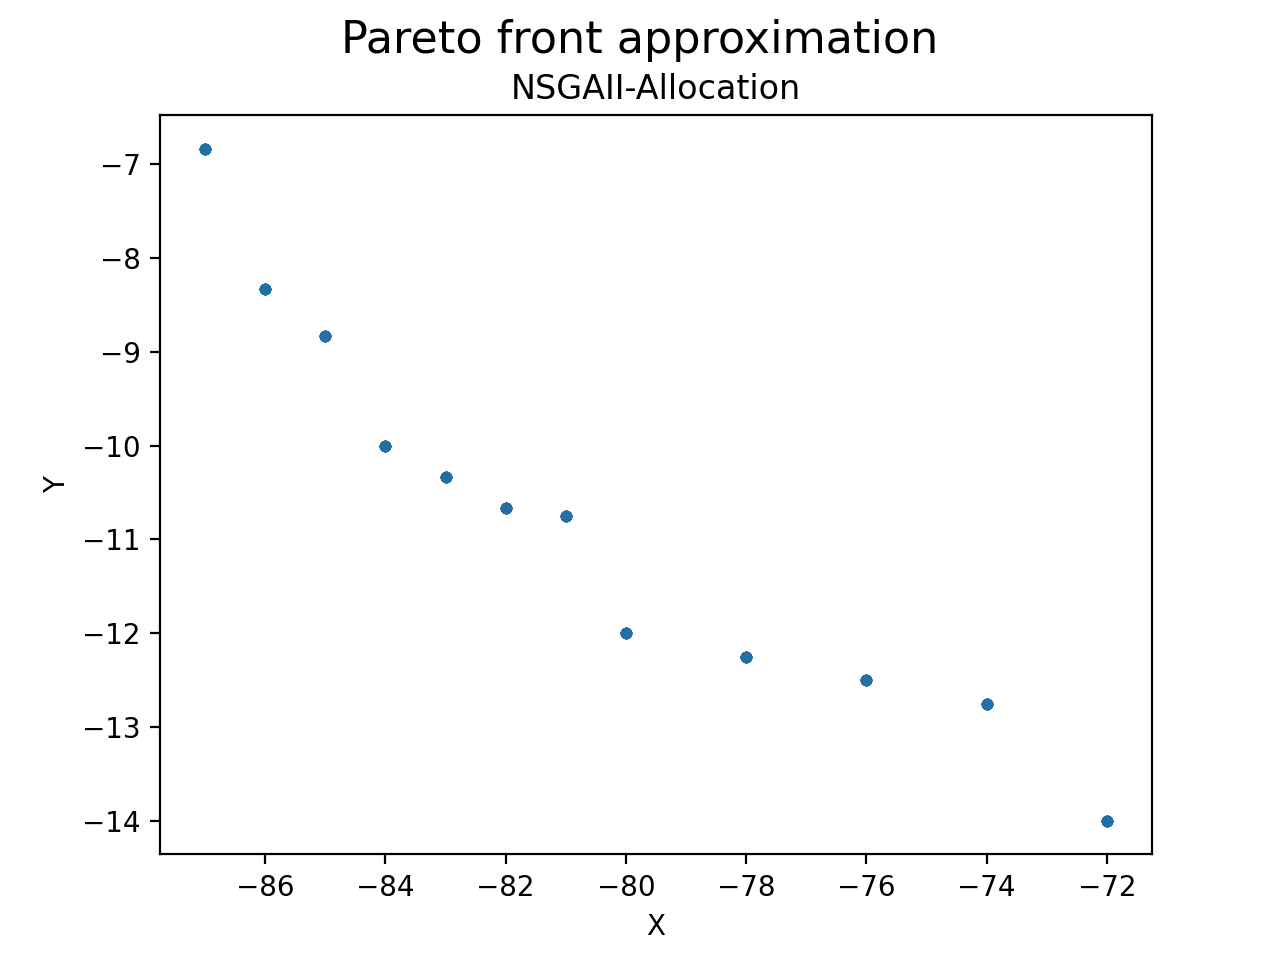 Pareto front approximation
NSGAII-Allocation
−7
−8
−9
−10
−11
−12
−13
−14
Y
−86 −84 −82 −80 −78 −76 −74 −72
X